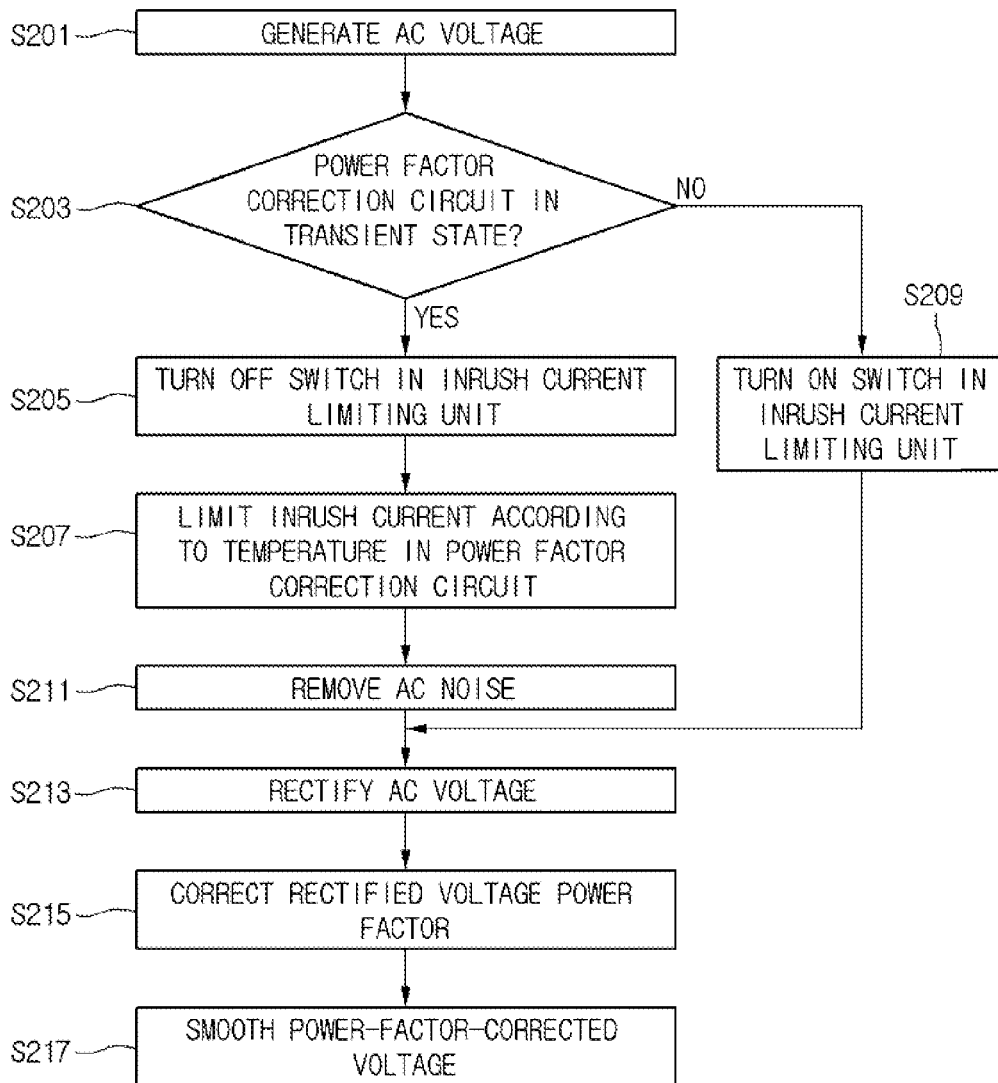 S201
GENERATE AC VOLTAGE
S203
POWER FACTOR
CORRECTION CIRCUIT IN
TRANSIENT STATE?
NO
YES
S209
S205
TURN OFF SWITCH IN INRUSH CURRENT
LIMITING UNIT
TURN ON SWITCH IN
INRUSH CURRENT
LIMITING UNIT
S207
LIMIT INRUSH CURRENT ACCORDING
TO TEMPERATURE IN POWER FACTOR
CORRECTION CIRCUIT
S211
REMOVE AC NOISE
S213
RECTIFY AC VOLTAGE
S215
CORRECT RECTIFIED VOLTAGE POWER
FACTOR
S217
SMOOTH POWER-FACTOR-CORRECTED
VOLTAGE